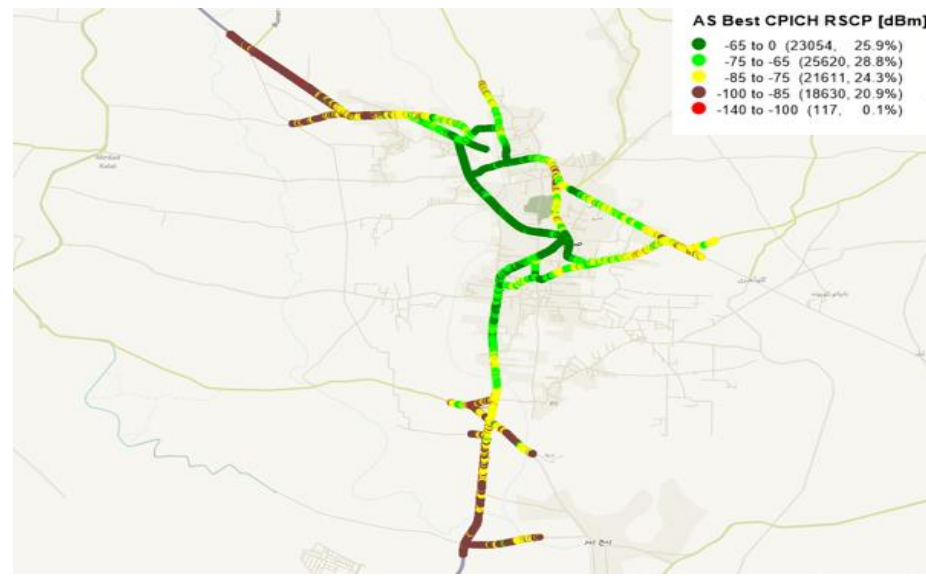 AS Best CPICH RSCP [dBm]
-65 to 0 (23054, 25.9%)
-75 to -65 (25620, 28.8%)
-85 to -75 (21611, 24.3%)
-100 to -85 (18630, 20.9%)
-140 to -100 (117, 0.1%)